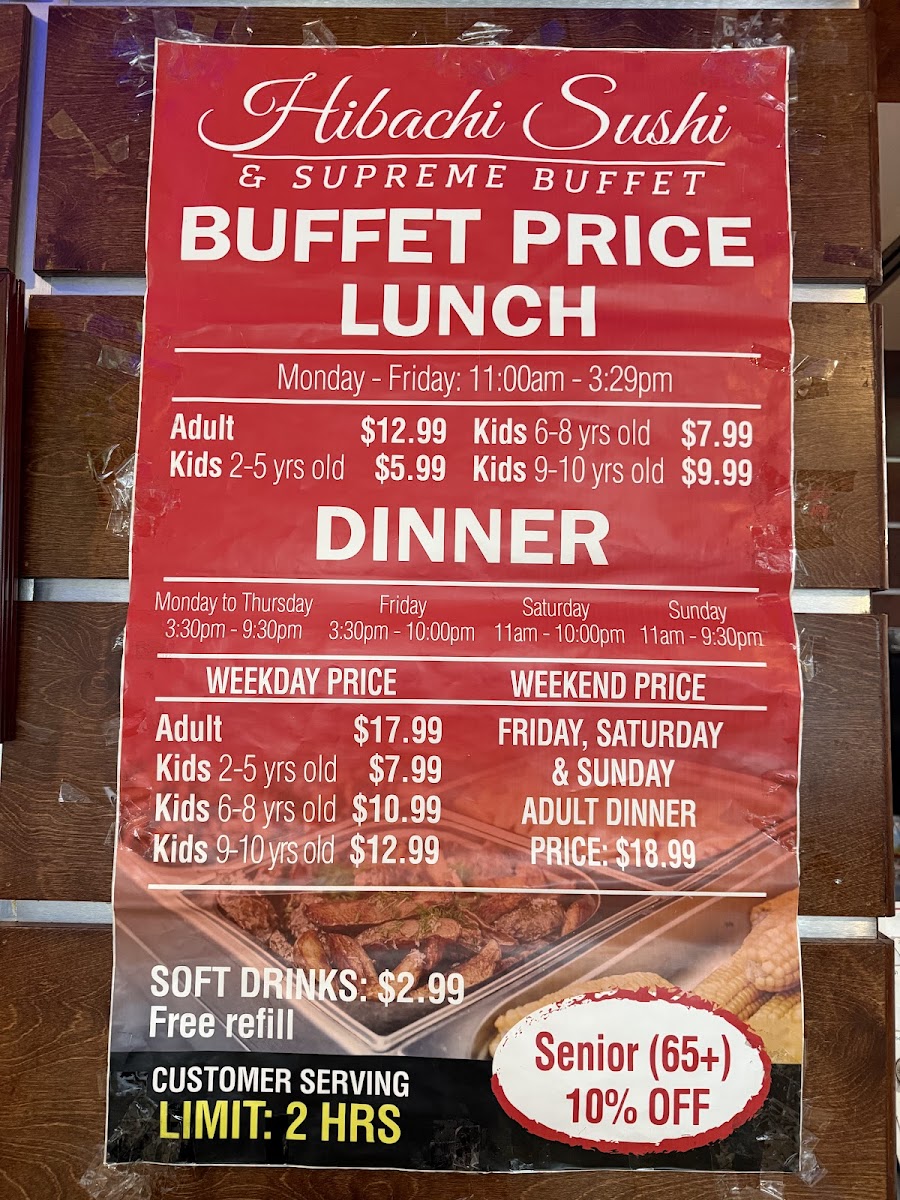 Hibachi Sushi
& SUPREME BUFFET
BUFFET PRICE
LUNCH
Monday - Friday: 11:00am - 3:29pm
Adult $12.99 Kids 6-8 yrs old $7.99
Kids 2-5 yrs old $5.99 Kids 9-10 yrs old $9.99
DINNER
Monday to Thursday Friday Saturday Sunday
3:30pm - 9:30pm 3:30pm - 10:00pm 11am - 10:00pm 11am - 9:30pm
WEEKDAY PRICE
Adult $17.99
Kids 2-5 yrs old $7.99
Kids 6-8 yrs old $10.99
Kids 9-10 yrs old $12.99
WEEKEND PRICE
FRIDAY, SATURDAY
& SUNDAY
ADULT DINNER
PRICE: $18.99
SOFT DRINKS: $2.99
Free refill
CUSTOMER SERVING
LIMIT: 2 HRS
Senior (65+)
10% OFF